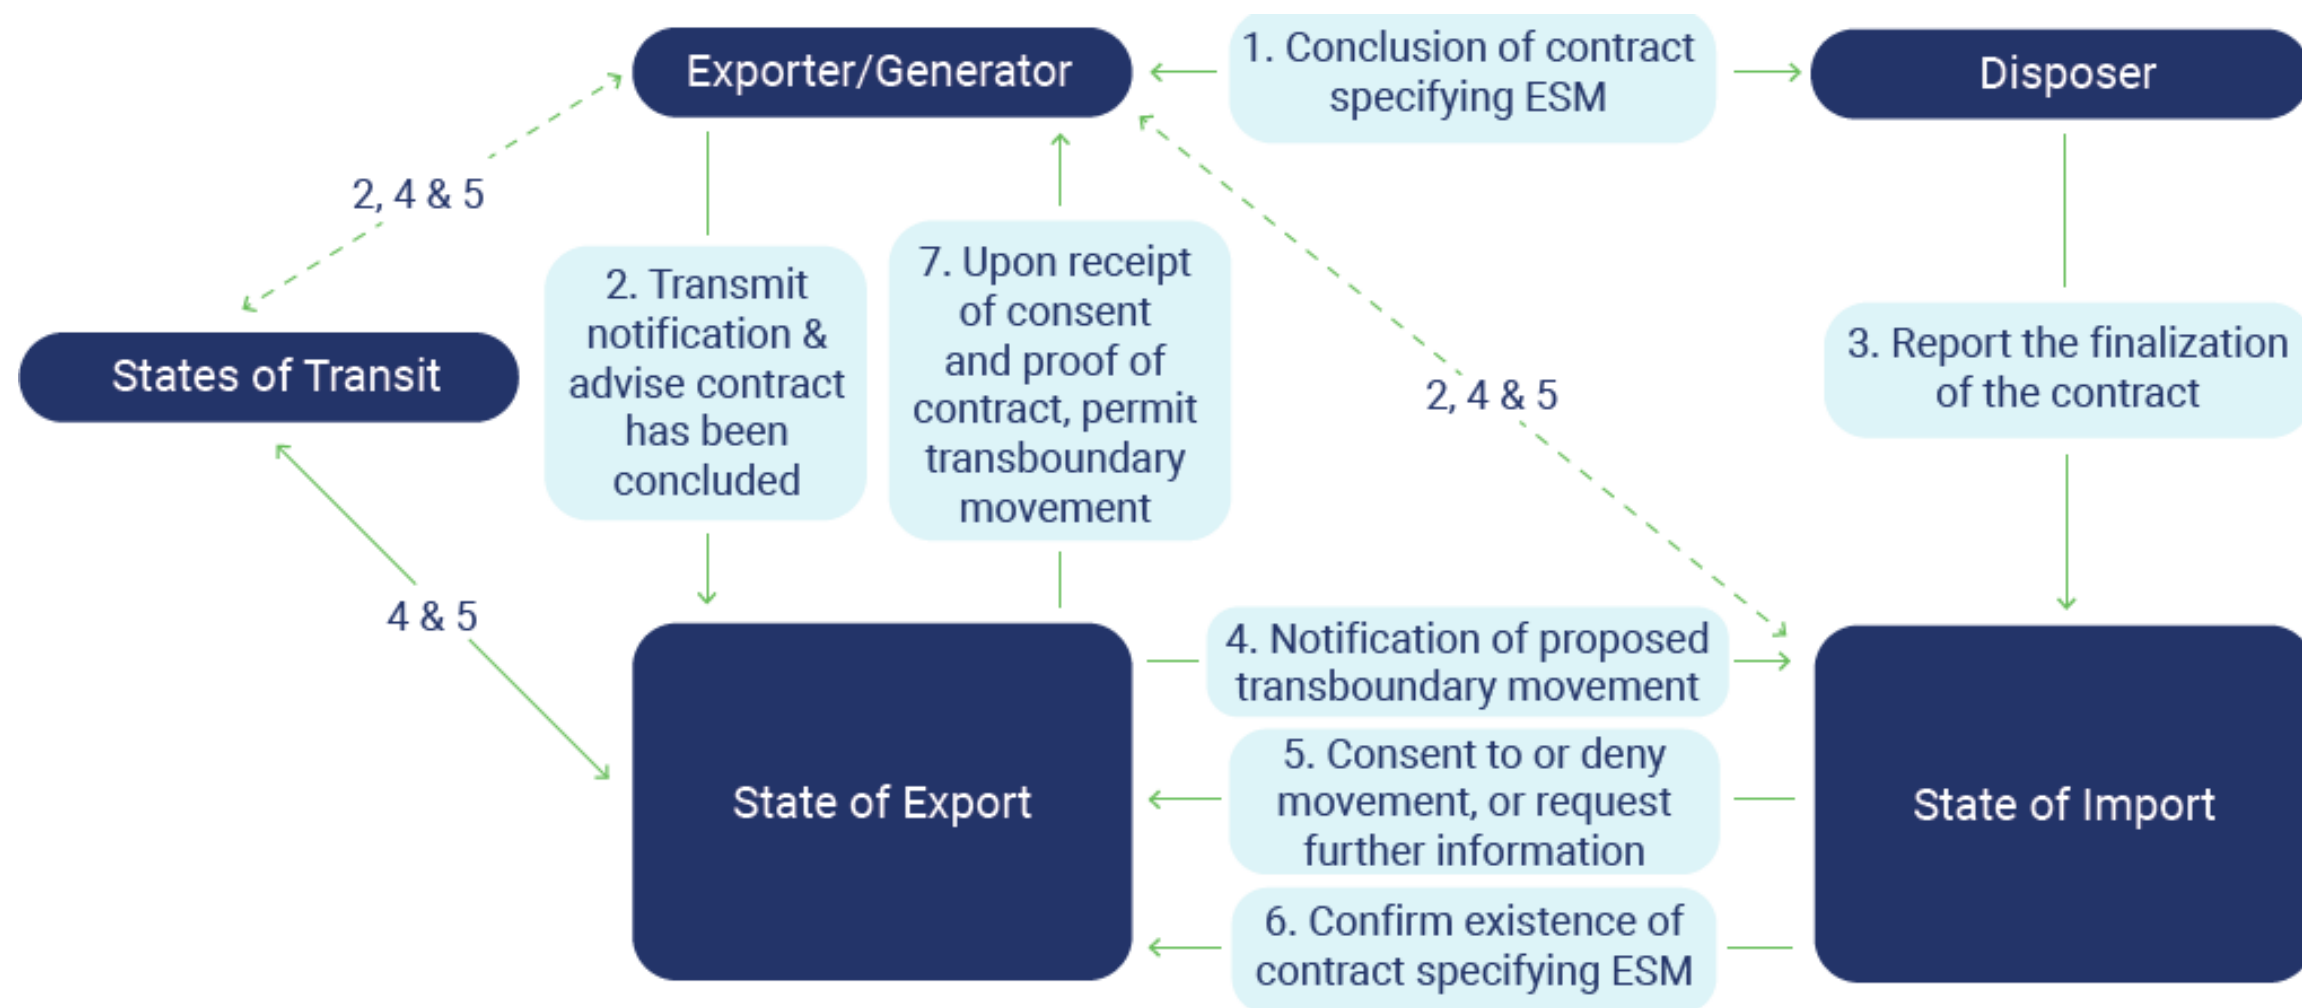 Exporter/Generator
1. Conclusion of contract
specifying ESM
Disposer
2, 4 & 5
States of Transit
2. Transmit
notification &
advise contract
has been
concluded
7. Upon receipt
of consent
and proof of
contract, permit
transboundary
movement
2, 4 & 5
3. Report the finalization
of the contract
4 & 5
State of Export
4. Notification of proposed
transboundary movement
5. Consent to or deny
movement, or request
further information
6. Confirm existence of
contract specifying ESM
State of Import